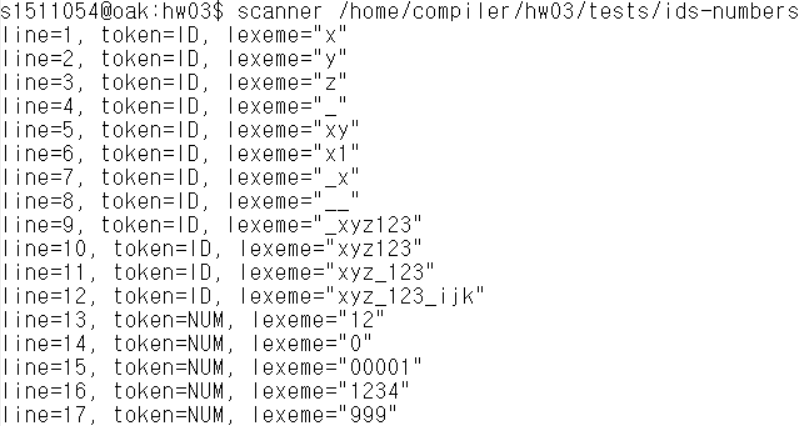 s1511054@oak:hw03$ scanner /home/compiler/hw03/tests/ids-numbers
line=1, token=ID, lexeme="x"
line=2, token=ID, lexeme="y"
line=3, token=ID, lexeme="z"
line=4, token=ID, lexeme="_"
line=5, token=ID, lexeme="xy"
line=6, token=ID, lexeme="x1"
line=7, token=ID, lexeme="_x"
line=8, token=ID, lexeme="__"
line=9, token=ID, lexeme="_xyz123"
line=10, token=ID, lexeme="xyz123"
line=11, token=ID, lexeme="xyz_123"
line=12, token=ID, lexeme="xyz_123_ijk"
line=13, token=NUM, lexeme="12"
line=14, token=NUM, lexeme="0"
line=15, token=NUM, lexeme="00001"
line=16, token=NUM, lexeme="1234"
line=17, token=NUM, lexeme="999"